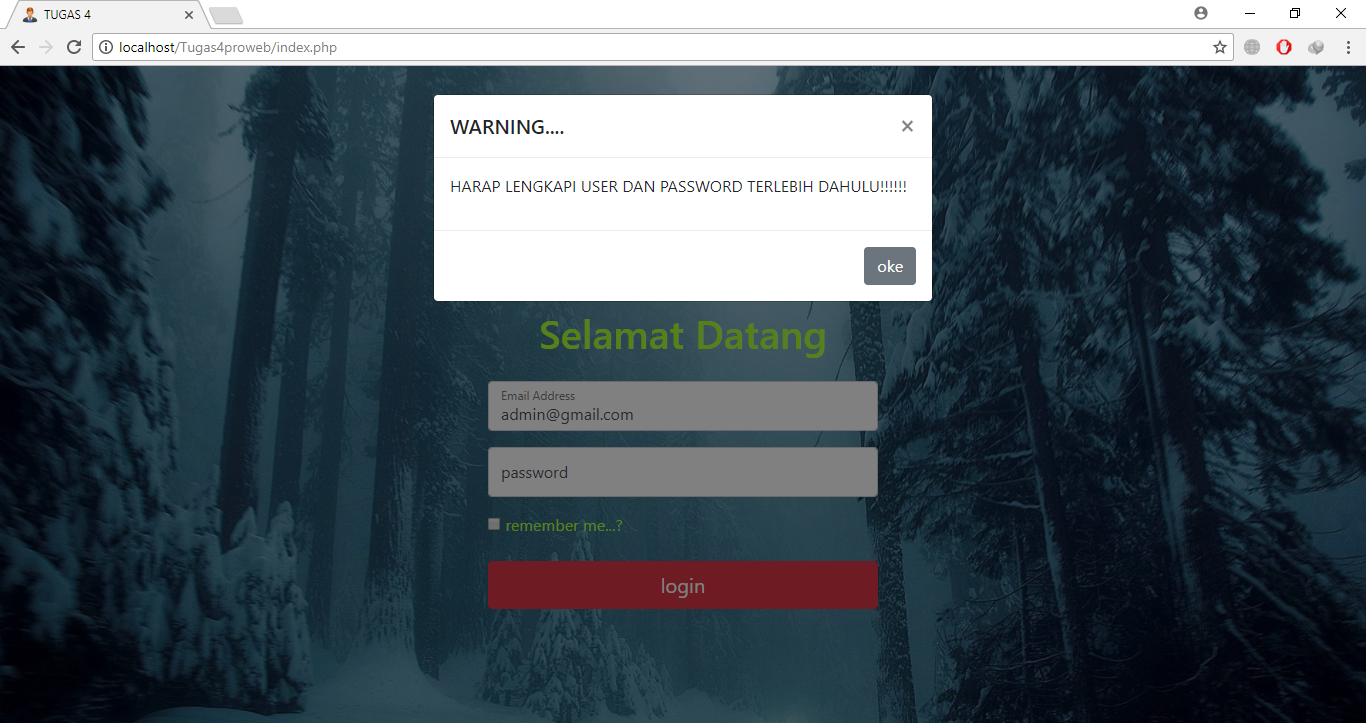 TUGAS 4
localhost/Tugas4proweb/index.php
WARNING....
×
HARAP LENGKAPI USER DAN PASSWORD TERLEBIH DAHULU!!!!!!
oke
Selamat Datang
Email Address
admin@gmail.com
password
remember me...?
login